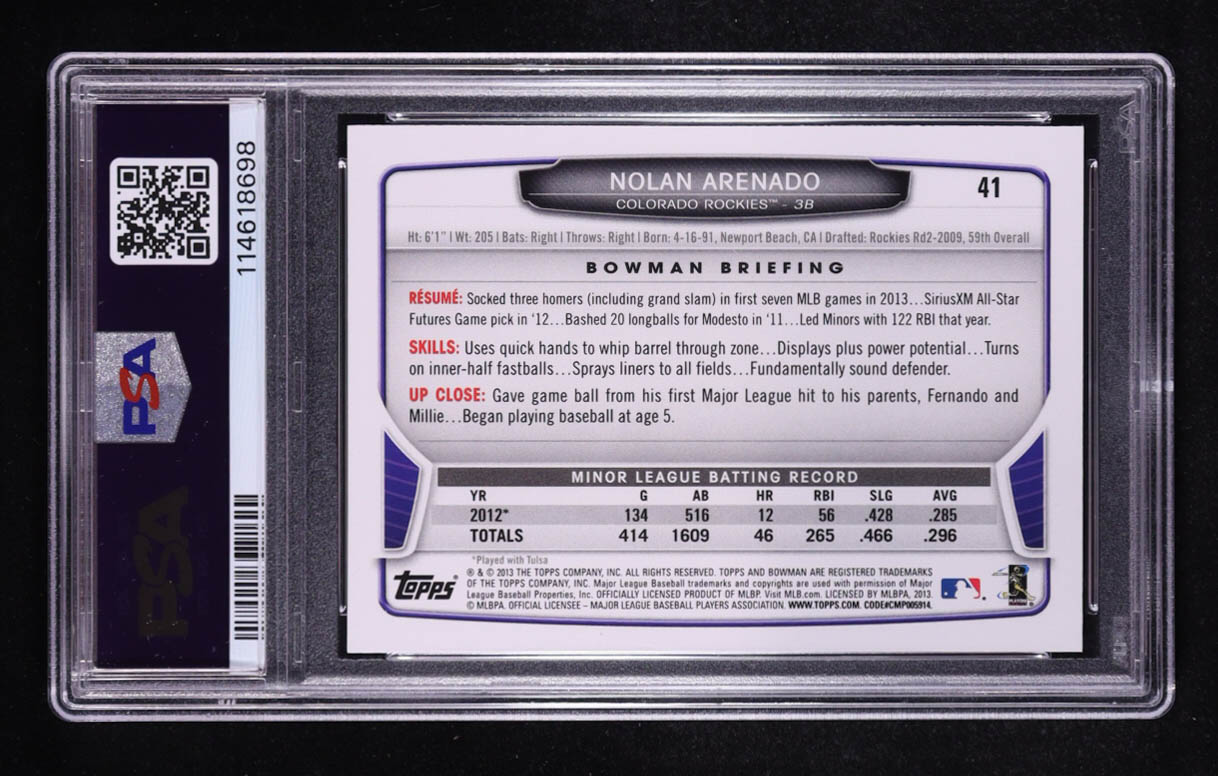 PSA
114618698
PSA
NOLAN ARENADO
COLORADO ROCKIES™ - 3B
41
Ht: 6'1" | Wt: 205 | Bats: Right | Throws: Right | Born: 4-16-91, Newport Beach, CA | Drafted: Rockies Rd2-2009, 59th Overall
BOWMAN BRIEFING
RÉSUMÉ: Socked three homers (including grand slam) in first seven MLB games in 2013...SiriusXM All-Star
Futures Game pick in '12...Bashed 20 longballs for Modesto in '11...Led Minors with 122 RBI that year.
SKILLS: Uses quick hands to whip barrel through zone...Displays plus power potential...Turns
on inner-half fastballs...Sprays liners to all fields...Fundamentally sound defender.
UP CLOSE: Gave game ball from his first Major League hit to his parents, Fernando and
Millie...Began playing baseball at age 5.
MINOR LEAGUE BATTING RECORD
YR G AB HR RBI SLG AVG
2012* 134 516 12 56 .428 .285
TOTALS 414 1609 46 265 .466 .296
*Played with Tulsa
Topps®
® & © 2013 THE TOPPS COMPANY, INC. ALL RIGHTS RESERVED. TOPPS AND BOWMAN ARE REGISTERED TRADEMARKS
OF THE TOPPS COMPANY, INC. Major League Baseball trademarks and copyrights are used with permission of Major
League Baseball Properties, Inc. OFFICIALLY LICENSED PRODUCT OF MLBP. Visit MLB.com. LICENSED BY MLBPA, 2013.
© MLBPA. OFFICIAL LICENSEE – MAJOR LEAGUE BASEBALL PLAYERS ASSOCIATION. WWW.TOPPS.COM. CODE#CMP005914.